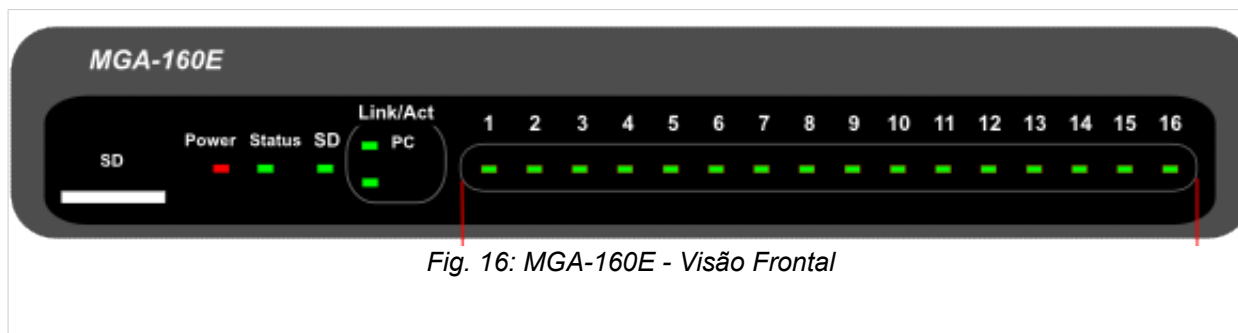 MGA-160E
Link/Act
Power Status SD PC
SD
1 2 3 4 5 6 7 8 9 10 11 12 13 14 15 16
Fig. 16: MGA-160E - Visão Frontal